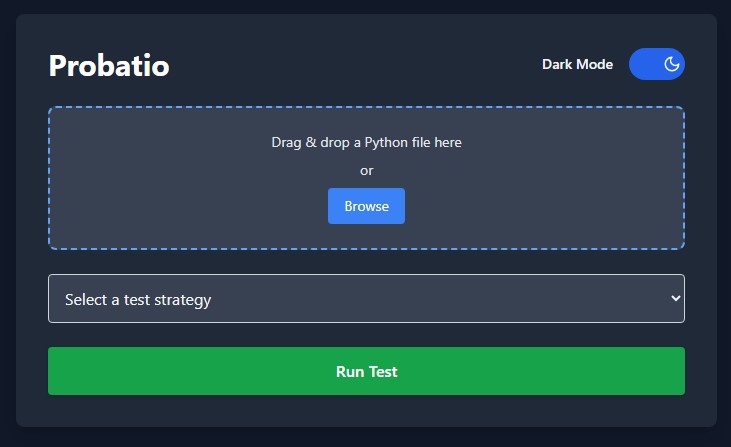 Probatio
Dark Mode
Drag & drop a Python file here
or
Browse
Select a test strategy
Run Test